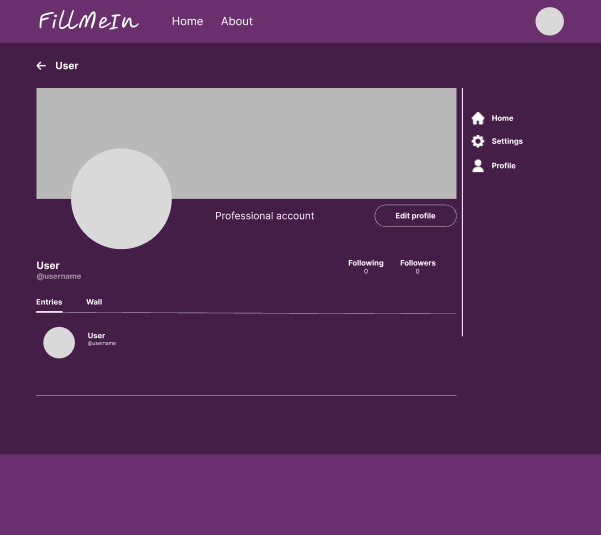 FillMeIn
Home About
User
Home
Settings
Profile
Professional account
Edit profile
User
@username
Following
0
Followers
0
Entries Wall
User
@username